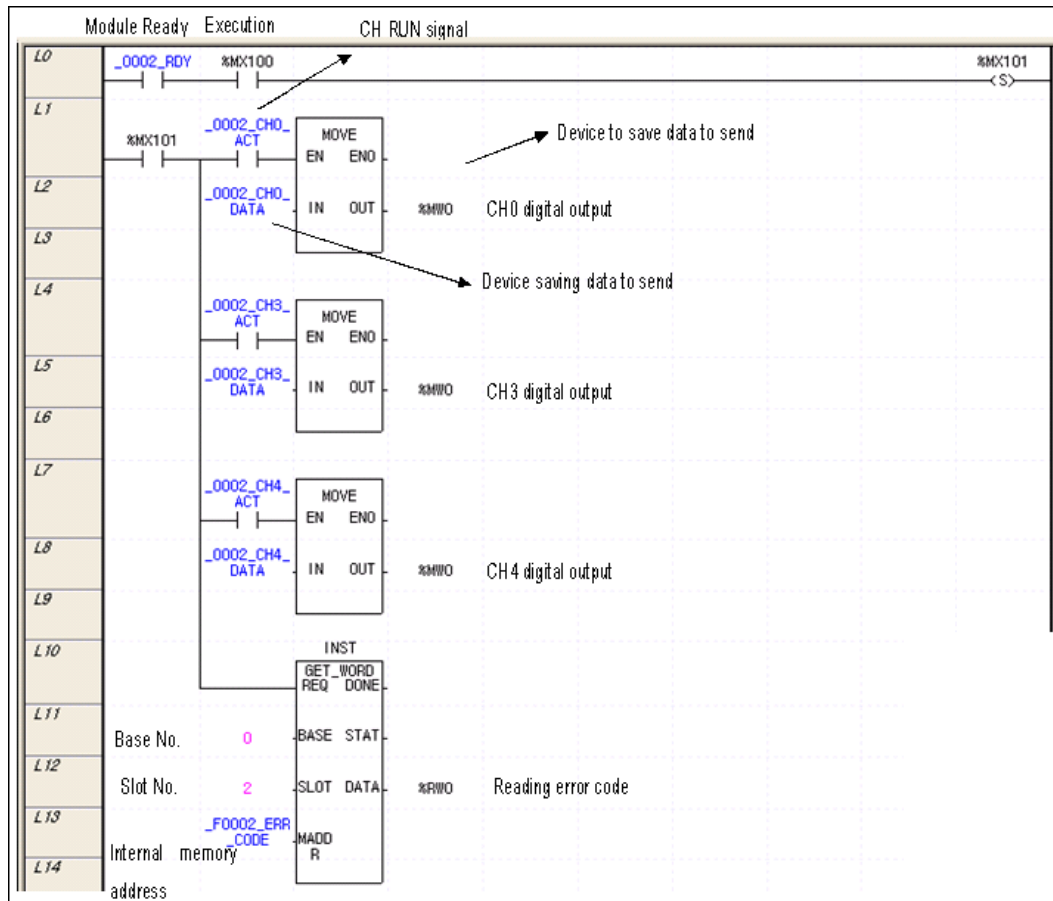 Module Ready Execution CH RUN signal
L0 _0002_RDY %MX100 %MX101
(S)
L1
%MX101 _0002_CH0_
ACT MOVE Device to save data to send
EN ENO
L2 _0002_CH0_
DATA IN OUT %MW0 CH0 digital output
L3
L4 Device saving data to send
_0002_CH3_
ACT MOVE
EN ENO
L5 _0002_CH3_
DATA IN OUT %MW0 CH3 digital output
L6
L7
_0002_CH4_
ACT MOVE
EN ENO
L8 _0002_CH4_
DATA IN OUT %MW0 CH4 digital output
L9
L10 INST
GET_WORD
REQ DONE
L11
Base No. 0 BASE STAT
L12
Slot No. 2 SLOT DATA %RW0 Reading error code
L13 _F0002_ERR
_CODE MADD
R
Internal memory
L14
address